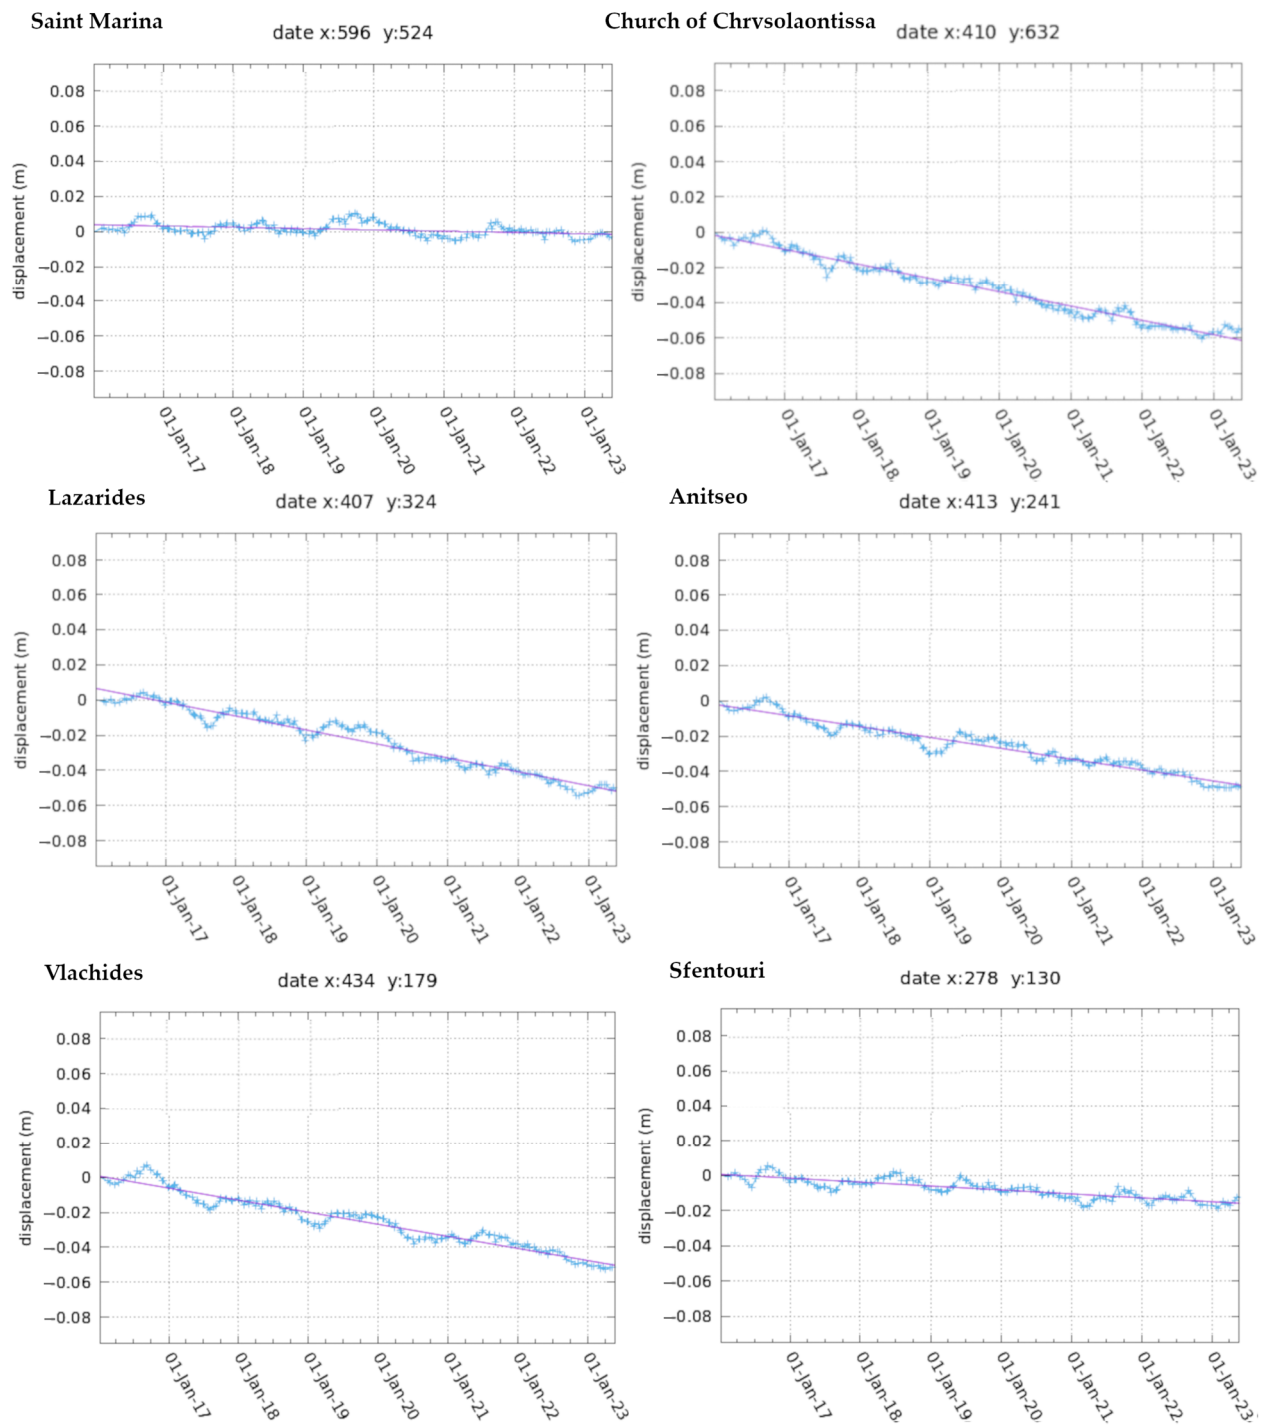 Saint Marina
date x:596 y:524
0.08
0.06
0.04
0.02
0
−0.02
−0.04
−0.06
−0.08
displacement (m)
01-Jan-17
01-Jan-18
01-Jan-19
01-Jan-20
01-Jan-21
01-Jan-22
01-Jan-23
Church of Chrvsolaontissa
date x:410 y:632
0.08
0.06
0.04
0.02
0
−0.02
−0.04
−0.06
−0.08
displacement (m)
01-Jan-17
01-Jan-18
01-Jan-19
01-Jan-20
01-Jan-21
01-Jan-22
01-Jan-23
Lazarides
date x:407 y:324
0.08
0.06
0.04
0.02
0
−0.02
−0.04
−0.06
−0.08
displacement (m)
01-Jan-17
01-Jan-18
01-Jan-19
01-Jan-20
01-Jan-21
01-Jan-22
01-Jan-23
Anitseo
date x:413 y:241
0.08
0.06
0.04
0.02
0
−0.02
−0.04
−0.06
−0.08
displacement (m)
01-Jan-17
01-Jan-18
01-Jan-19
01-Jan-20
01-Jan-21
01-Jan-22
01-Jan-23
Vlachides
date x:434 y:179
0.08
0.06
0.04
0.02
0
−0.02
−0.04
−0.06
−0.08
displacement (m)
01-Jan-17
01-Jan-18
01-Jan-19
01-Jan-20
01-Jan-21
01-Jan-22
01-Jan-23
Sfentouri
date x:278 y:130
0.08
0.06
0.04
0.02
0
−0.02
−0.04
−0.06
−0.08
displacement (m)
01-Jan-17
01-Jan-18
01-Jan-19
01-Jan-20
01-Jan-21
01-Jan-22
01-Jan-23